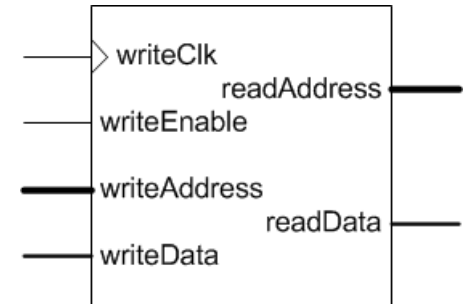 writeClk
readAddress
writeEnable
writeAddress
readData
writeData